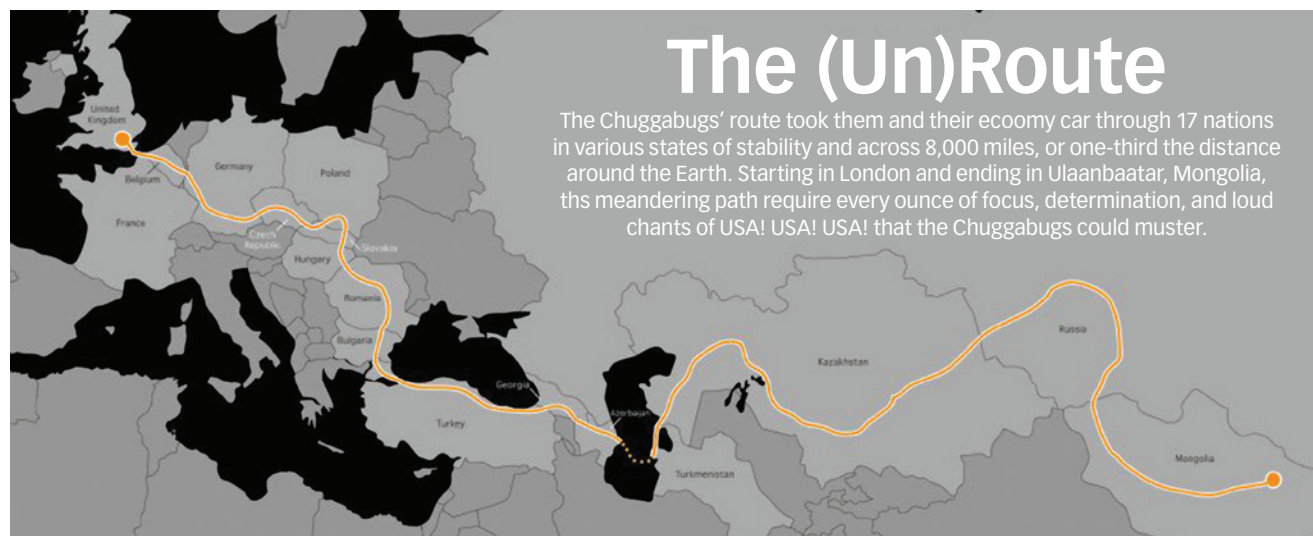 The (Un)Route
The Chuggabugs' route took them and their ecoomy car through 17 nations
in various states of stability and across 8,000 miles, or one-third the distance
around the Earth. Starting in London and ending in Ulaanbaatar, Mongolia,
ths meandering path require every ounce of focus, determination, and loud
chants of USA! USA! USA! that the Chuggabugs could muster.
United
Kingdom
Belgium
Germany
Poland
France
Czech
Republic
Slovakia
Hungary
Romania
Bulgaria
Georgia
Azerbaijan
Turkey
Turkmenistan
Kazakhstan
Russia
Mongolia